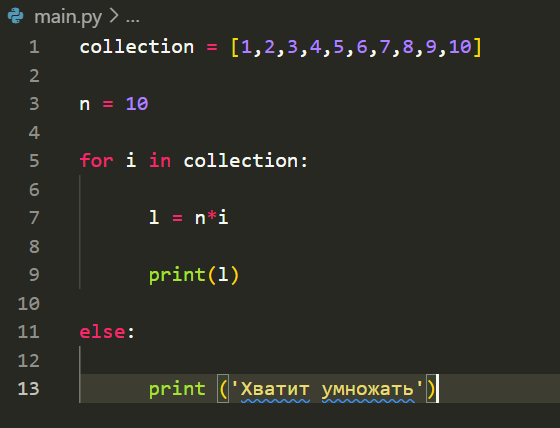 main.py > ...
1 collection = [1,2,3,4,5,6,7,8,9,10]
2
3 n = 10
4
5 for i in collection:
6
7 l = n*i
8
9 print(l)
10
11 else:
12
13 print ('Хватит умножать')